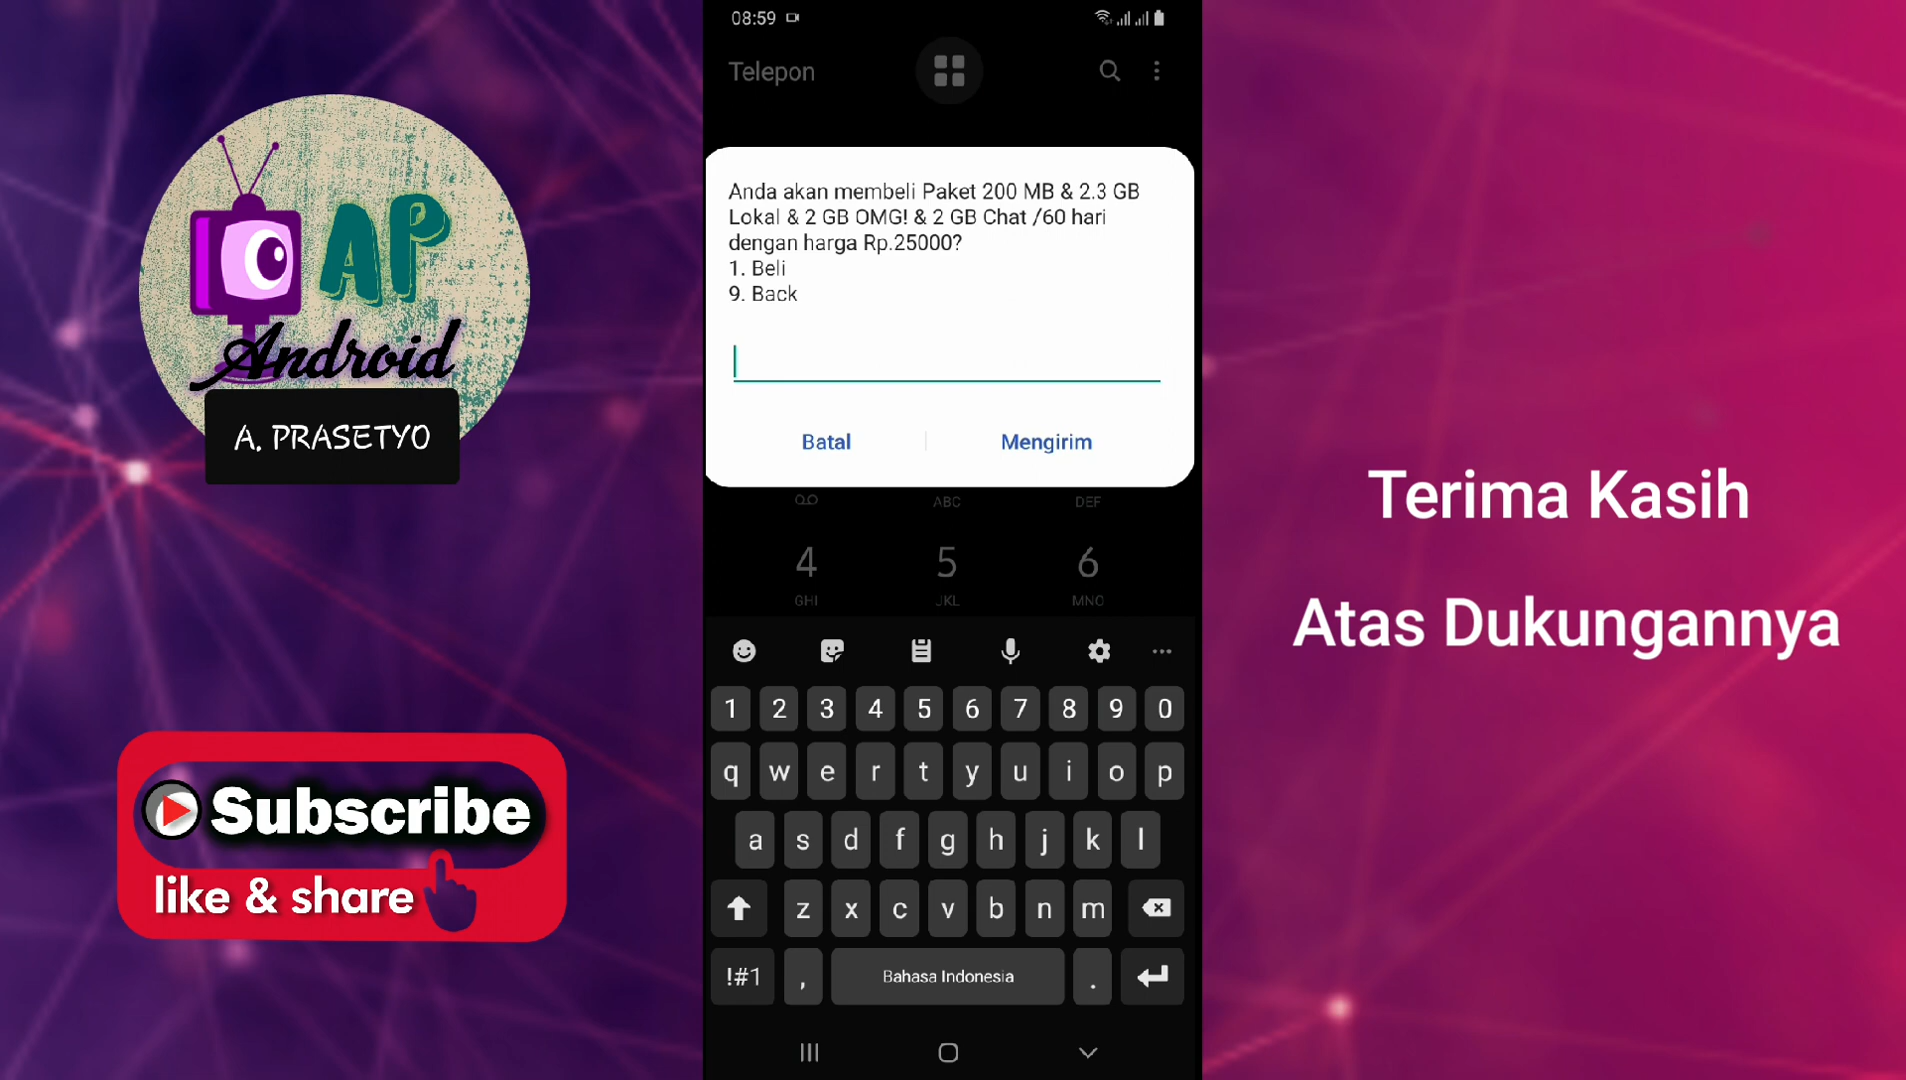 AP
Android
A. PRASETYO
Subscribe
like & share
08:59
Telepon
Anda akan membeli Paket 200 MB & 2.3 GB
Lokal & 2 GB OMG! & 2 GB Chat /60 hari
dengan harga Rp.25000?
1. Beli
9. Back
Batal
Mengirim
ABC DEF
4 5 6
GHI JKL MNO
1 2 3 4 5 6 7 8 9 0
q w e r t y u i o p
a s d f g h j k l
z x c v b n m
!#1 , Bahasa Indonesia .
Terima Kasih
Atas Dukungannya